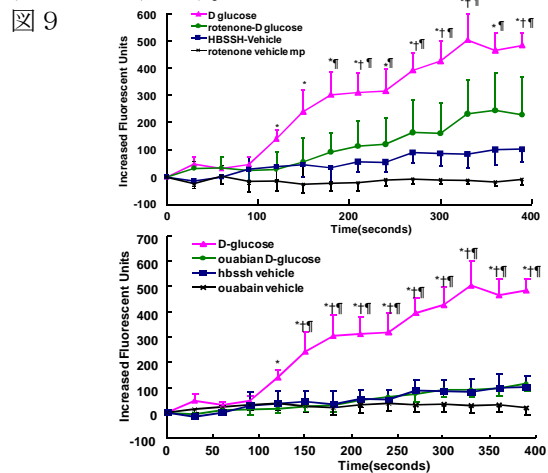 図 9
600
500
400
300
200
100
0
-100
Increased Fluorescent Units
D glucose
rotenone-D glucose
HBSSH-Vehicle
rotenone vehicle mp
* * *¶ *†¶ *¶ *†¶ *†¶ *†¶ *¶ *†¶
0 100 200 300 400
Time(seconds)
700
600
500
400
300
200
100
0
-100
Increased Fluorescent Units
D-glucose
ouabian D-glucose
hbssh vehicle
ouabain vehicle
* *†¶ *†¶ *†¶ *†¶ *†¶ *†¶ *†¶ *†¶ *†¶
0 50 100 150 200 250 300 350 400
Time(seconds)